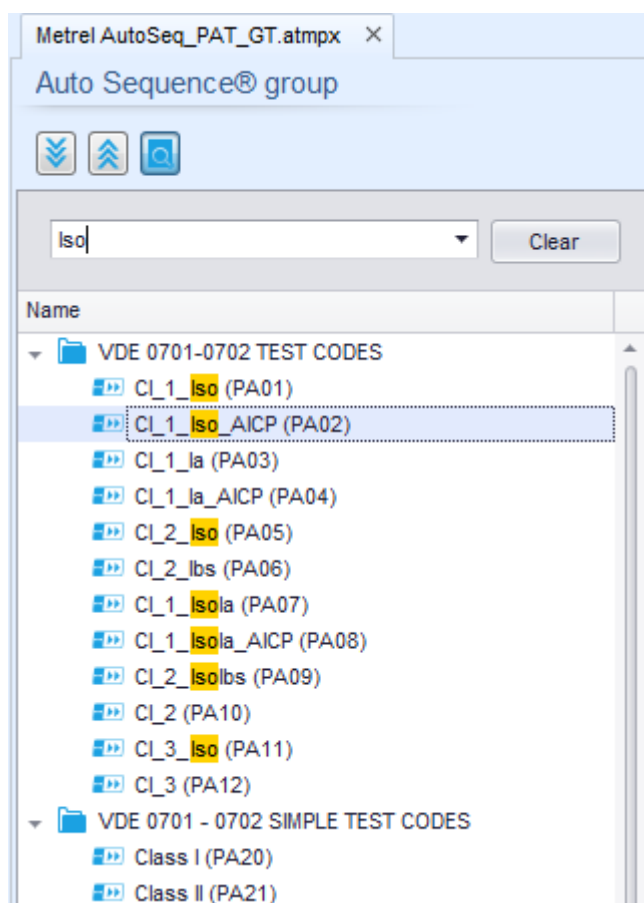 Metrel AutoSeq_PAT_GT.atmpx
Auto Sequence® group
Iso Clear
Name
VDE 0701-0702 TEST CODES
Cl_1_Iso (PA01)
Cl_1_Iso_AICP (PA02)
Cl_1_Ia (PA03)
Cl_1_Ia_AICP (PA04)
Cl_2_Iso (PA05)
Cl_2_Ibs (PA06)
Cl_1_IsoIa (PA07)
Cl_1_IsoIa_AICP (PA08)
Cl_2_IsoIbs (PA09)
Cl_2 (PA10)
Cl_3_Iso (PA11)
Cl_3 (PA12)
VDE 0701 - 0702 SIMPLE TEST CODES
Class I (PA20)
Class II (PA21)